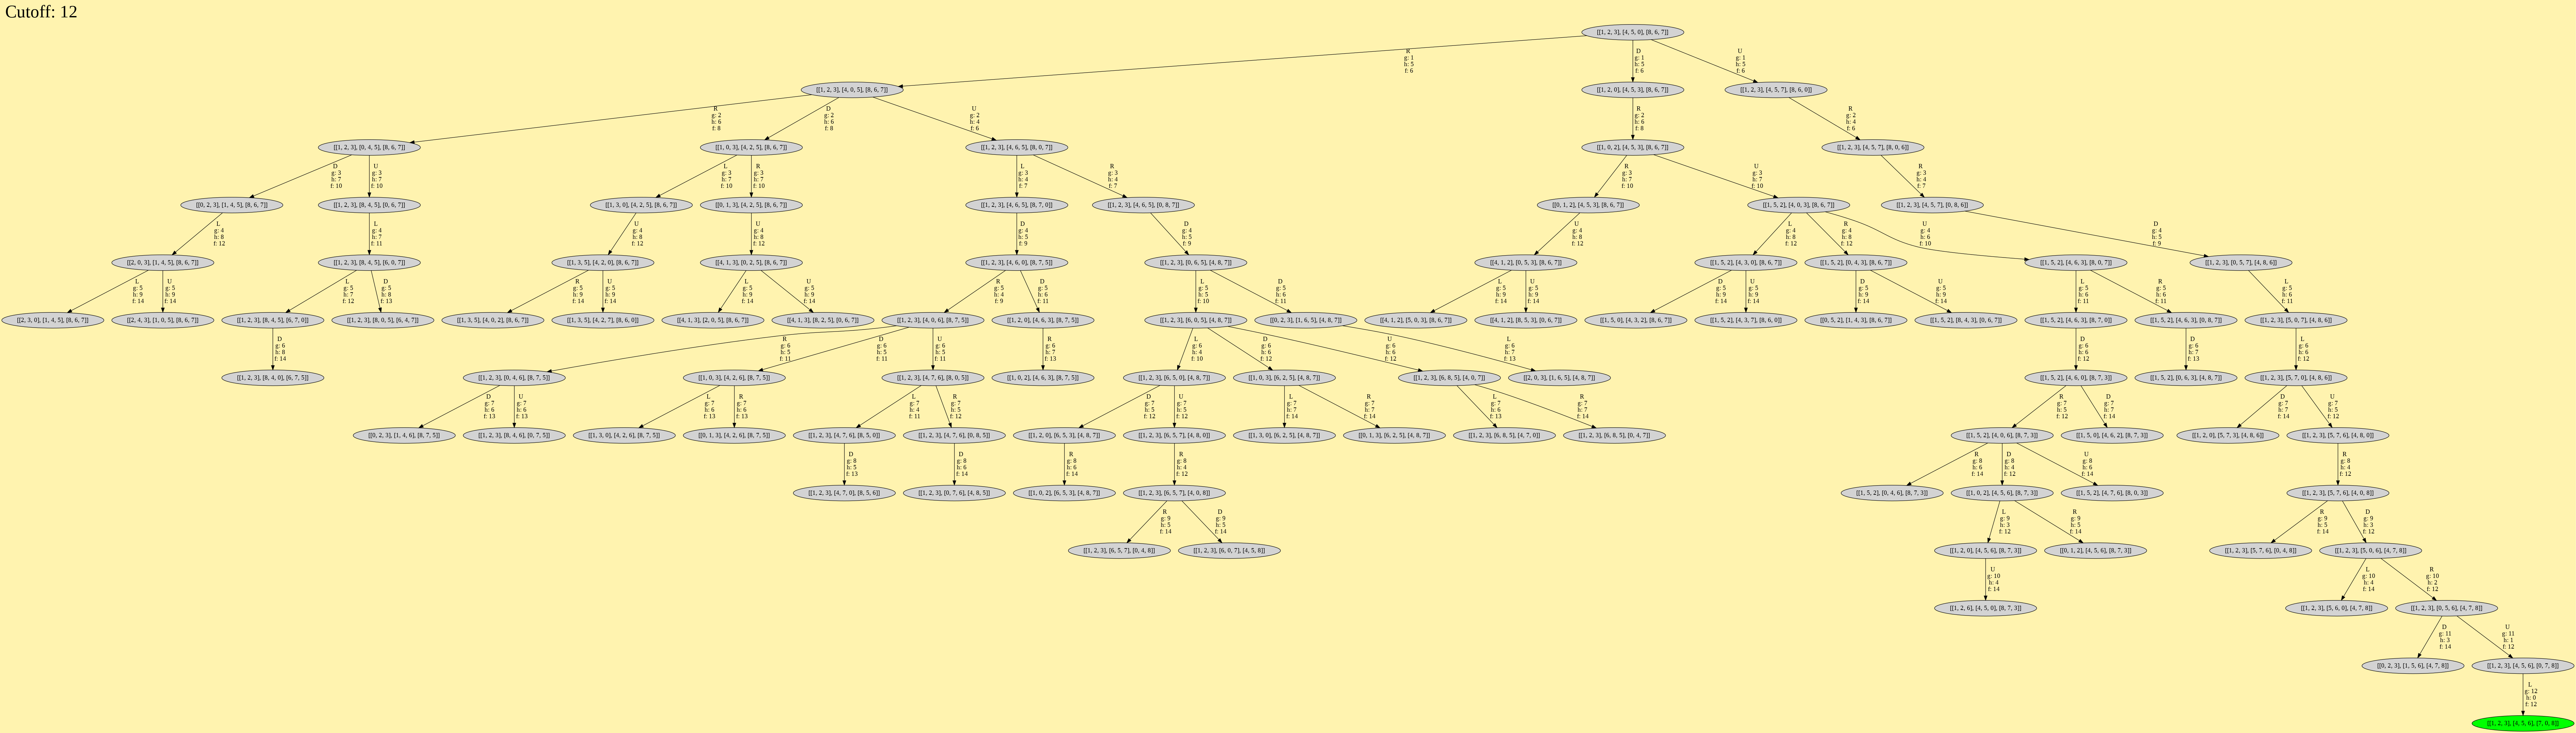 Cutoff: 12
[[1, 2, 3], [4, 5, 0], [8, 6, 7]]
R D U
g: 1 g: 1 g: 1
h: 5 h: 5 h: 5
f: 6 f: 6 f: 6
[[1, 2, 3], [4, 0, 5], [8, 6, 7]] [[1, 2, 0], [4, 5, 3], [8, 6, 7]] [[1, 2, 3], [4, 5, 7], [8, 6, 0]]
R D U R R
g: 2 g: 2 g: 2 g: 2 g: 2
h: 6 h: 6 h: 4 h: 6 h: 4
f: 8 f: 8 f: 6 f: 8 f: 6
[[1, 2, 3], [0, 4, 5], [8, 6, 7]] [[1, 0, 3], [4, 2, 5], [8, 6, 7]] [[1, 2, 3], [4, 6, 5], [8, 0, 7]] [[1, 0, 2], [4, 5, 3], [8, 6, 7]] [[1, 2, 3], [4, 5, 7], [8, 0, 6]]
D U L R L R R U R
g: 3 g: 3 g: 3 g: 3 g: 3 g: 3 g: 3 g: 3 g: 3
h: 7 h: 7 h: 7 h: 7 h: 4 h: 4 h: 7 h: 7 h: 4
f: 10 f: 10 f: 10 f: 10 f: 7 f: 7 f: 10 f: 10 f: 7
[[0, 2, 3], [1, 4, 5], [8, 6, 7]] [[1, 2, 3], [8, 4, 5], [0, 6, 7]] [[1, 3, 0], [4, 2, 5], [8, 6, 7]] [[0, 1, 3], [4, 2, 5], [8, 6, 7]] [[1, 2, 3], [4, 6, 5], [8, 7, 0]] [[1, 2, 3], [4, 6, 5], [0, 8, 7]] [[0, 1, 2], [4, 5, 3], [8, 6, 7]] [[1, 5, 2], [4, 0, 3], [8, 6, 7]] [[1, 2, 3], [4, 5, 7], [0, 8, 6]]
L L U U D D U L R U D
g: 4 g: 4 g: 4 g: 4 g: 4 g: 4 g: 4 g: 4 g: 4 g: 4 g: 4
h: 8 h: 7 h: 8 h: 8 h: 5 h: 5 h: 8 h: 8 h: 8 h: 6 h: 5
f: 12 f: 11 f: 12 f: 12 f: 9 f: 9 f: 12 f: 12 f: 12 f: 10 f: 9
[[2, 0, 3], [1, 4, 5], [8, 6, 7]] [[1, 2, 3], [8, 4, 5], [6, 0, 7]] [[1, 3, 5], [4, 2, 0], [8, 6, 7]] [[4, 1, 3], [0, 2, 5], [8, 6, 7]] [[1, 2, 3], [4, 6, 0], [8, 7, 5]] [[1, 2, 3], [0, 6, 5], [4, 8, 7]] [[4, 1, 2], [0, 5, 3], [8, 6, 7]] [[1, 5, 2], [4, 3, 0], [8, 6, 7]] [[1, 5, 2], [0, 4, 3], [8, 6, 7]] [[1, 5, 2], [4, 6, 3], [8, 0, 7]] [[1, 2, 3], [0, 5, 7], [4, 8, 6]]
L U L D R U L U R D L D L U D U D U L R L
g: 5 g: 5 g: 5 g: 5 g: 5 g: 5 g: 5 g: 5 g: 5 g: 5 g: 5 g: 5 g: 5 g: 5 g: 5 g: 5 g: 5 g: 5 g: 5 g: 5 g: 5
h: 9 h: 9 h: 7 h: 8 h: 9 h: 9 h: 9 h: 9 h: 4 h: 6 h: 5 h: 6 h: 9 h: 9 h: 9 h: 9 h: 9 h: 9 h: 6 h: 6 h: 6
f: 14 f: 14 f: 12 f: 13 f: 14 f: 14 f: 14 f: 14 f: 9 f: 11 f: 10 f: 11 f: 14 f: 14 f: 14 f: 14 f: 14 f: 14 f: 11 f: 11 f: 11
[[2, 3, 0], [1, 4, 5], [8, 6, 7]] [[2, 4, 3], [1, 0, 5], [8, 6, 7]] [[1, 2, 3], [8, 4, 5], [6, 7, 0]] [[1, 2, 3], [8, 0, 5], [6, 4, 7]] [[1, 3, 5], [4, 0, 2], [8, 6, 7]] [[1, 3, 5], [4, 2, 7], [8, 6, 0]] [[4, 1, 3], [2, 0, 5], [8, 6, 7]] [[4, 1, 3], [8, 2, 5], [0, 6, 7]] [[1, 2, 3], [4, 0, 6], [8, 7, 5]] [[1, 2, 0], [4, 6, 3], [8, 7, 5]] [[1, 2, 3], [6, 0, 5], [4, 8, 7]] [[0, 2, 3], [1, 6, 5], [4, 8, 7]] [[4, 1, 2], [5, 0, 3], [8, 6, 7]] [[4, 1, 2], [8, 5, 3], [0, 6, 7]] [[1, 5, 0], [4, 3, 2], [8, 6, 7]] [[1, 5, 2], [4, 3, 7], [8, 6, 0]] [[0, 5, 2], [1, 4, 3], [8, 6, 7]] [[1, 5, 2], [8, 4, 3], [0, 6, 7]] [[1, 5, 2], [4, 6, 3], [8, 7, 0]] [[1, 5, 2], [4, 6, 3], [0, 8, 7]] [[1, 2, 3], [5, 0, 7], [4, 8, 6]]
D R D U R L D U L D D L
g: 6 g: 6 g: 6 g: 6 g: 6 g: 6 g: 6 g: 6 g: 6 g: 6 g: 6 g: 6
h: 8 h: 5 h: 5 h: 5 h: 7 h: 4 h: 6 h: 6 h: 7 h: 6 h: 7 h: 6
f: 14 f: 11 f: 11 f: 11 f: 13 f: 10 f: 12 f: 12 f: 13 f: 12 f: 13 f: 12
[[1, 2, 3], [8, 4, 0], [6, 7, 5]] [[1, 2, 3], [0, 4, 6], [8, 7, 5]] [[1, 0, 3], [4, 2, 6], [8, 7, 5]] [[1, 2, 3], [4, 7, 6], [8, 0, 5]] [[1, 0, 2], [4, 6, 3], [8, 7, 5]] [[1, 2, 3], [6, 5, 0], [4, 8, 7]] [[1, 0, 3], [6, 2, 5], [4, 8, 7]] [[1, 2, 3], [6, 8, 5], [4, 0, 7]] [[2, 0, 3], [1, 6, 5], [4, 8, 7]] [[1, 5, 2], [4, 6, 0], [8, 7, 3]] [[1, 5, 2], [0, 6, 3], [4, 8, 7]] [[1, 2, 3], [5, 7, 0], [4, 8, 6]]
D U L R L R D U L R L R R D D U
g: 7 g: 7 g: 7 g: 7 g: 7 g: 7 g: 7 g: 7 g: 7 g: 7 g: 7 g: 7 g: 7 g: 7 g: 7 g: 7
h: 6 h: 6 h: 6 h: 6 h: 4 h: 5 h: 5 h: 5 h: 7 h: 7 h: 6 h: 7 h: 5 h: 7 h: 7 h: 5
f: 13 f: 13 f: 13 f: 13 f: 11 f: 12 f: 12 f: 12 f: 14 f: 14 f: 13 f: 14 f: 12 f: 14 f: 14 f: 12
[[0, 2, 3], [1, 4, 6], [8, 7, 5]] [[1, 2, 3], [8, 4, 6], [0, 7, 5]] [[1, 3, 0], [4, 2, 6], [8, 7, 5]] [[0, 1, 3], [4, 2, 6], [8, 7, 5]] [[1, 2, 3], [4, 7, 6], [8, 5, 0]] [[1, 2, 3], [4, 7, 6], [0, 8, 5]] [[1, 2, 0], [6, 5, 3], [4, 8, 7]] [[1, 2, 3], [6, 5, 7], [4, 8, 0]] [[1, 3, 0], [6, 2, 5], [4, 8, 7]] [[0, 1, 3], [6, 2, 5], [4, 8, 7]] [[1, 2, 3], [6, 8, 5], [4, 7, 0]] [[1, 2, 3], [6, 8, 5], [0, 4, 7]] [[1, 5, 2], [4, 0, 6], [8, 7, 3]] [[1, 5, 0], [4, 6, 2], [8, 7, 3]] [[1, 2, 0], [5, 7, 3], [4, 8, 6]] [[1, 2, 3], [5, 7, 6], [4, 8, 0]]
D D R R R D U R
g: 8 g: 8 g: 8 g: 8 g: 8 g: 8 g: 8 g: 8
h: 5 h: 6 h: 6 h: 4 h: 6 h: 4 h: 6 h: 4
f: 13 f: 14 f: 14 f: 12 f: 14 f: 12 f: 14 f: 12
[[1, 2, 3], [4, 7, 0], [8, 5, 6]] [[1, 2, 3], [0, 7, 6], [4, 8, 5]] [[1, 0, 2], [6, 5, 3], [4, 8, 7]] [[1, 2, 3], [6, 5, 7], [4, 0, 8]] [[1, 5, 2], [0, 4, 6], [8, 7, 3]] [[1, 0, 2], [4, 5, 6], [8, 7, 3]] [[1, 5, 2], [4, 7, 6], [8, 0, 3]] [[1, 2, 3], [5, 7, 6], [4, 0, 8]]
R D L R R D
g: 9 g: 9 g: 9 g: 9 g: 9 g: 9
h: 5 h: 5 h: 3 h: 5 h: 5 h: 3
f: 14 f: 14 f: 12 f: 14 f: 14 f: 12
[[1, 2, 3], [6, 5, 7], [0, 4, 8]] [[1, 2, 3], [6, 0, 7], [4, 5, 8]] [[1, 2, 0], [4, 5, 6], [8, 7, 3]] [[0, 1, 2], [4, 5, 6], [8, 7, 3]] [[1, 2, 3], [5, 7, 6], [0, 4, 8]] [[1, 2, 3], [5, 0, 6], [4, 7, 8]]
U L R
g: 10 g: 10 g: 10
h: 4 h: 4 h: 2
f: 14 f: 14 f: 12
[[1, 2, 6], [4, 5, 0], [8, 7, 3]] [[1, 2, 3], [5, 6, 0], [4, 7, 8]] [[1, 2, 3], [0, 5, 6], [4, 7, 8]]
D U
g: 11 g: 11
h: 3 h: 1
f: 14 f: 12
[[0, 2, 3], [1, 5, 6], [4, 7, 8]] [[1, 2, 3], [4, 5, 6], [0, 7, 8]]
L
g: 12
h: 0
f: 12
[[1, 2, 3], [4, 5, 6], [7, 0, 8]]